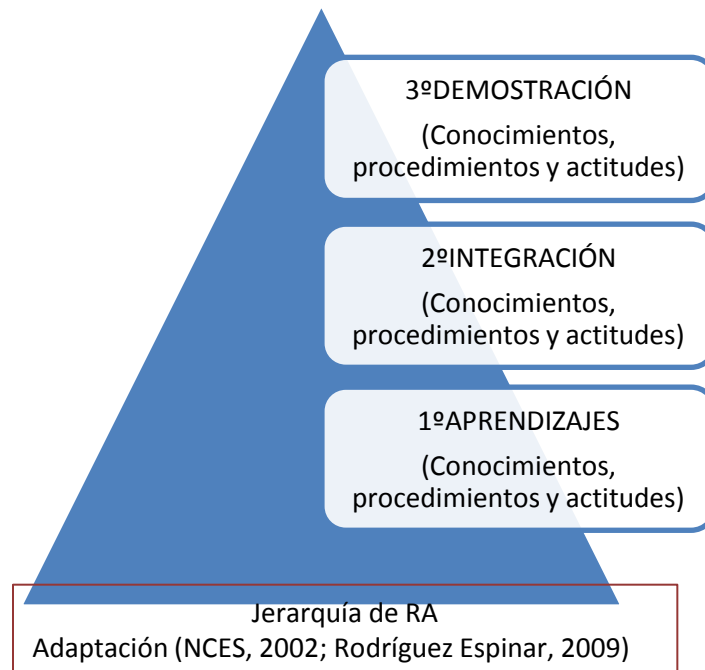 3ºDEMOSTRACIÓN
(Conocimientos,
procedimientos y actitudes)
2ºINTEGRACIÓN
(Conocimientos,
procedimientos y actitudes)
1ºAPRENDIZAJES
(Conocimientos,
procedimientos y actitudes)
Jerarquía de RA
Adaptación (NCES, 2002; Rodríguez Espinar, 2009)